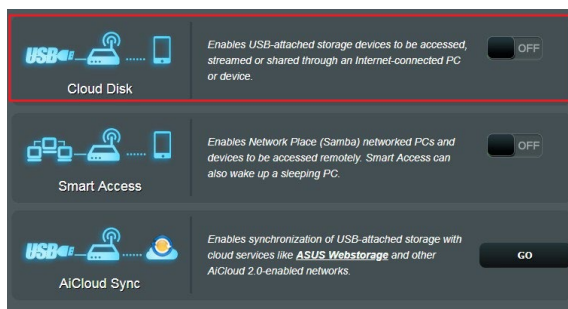 Enables USB-attached storage devices to be accessed,
streamed or shared through an Internet-connected PC
or device.
OFF
USB
Cloud Disk
Enables Network Place (Samba) networked PCs and
devices to be accessed remotely. Smart Access can
also wake up a sleeping PC.
OFF
Smart Access
Enables synchronization of USB-attached storage with
cloud services like ASUS Webstorage and other
AiCloud 2.0-enabled networks.
GO
USB
AiCloud Sync